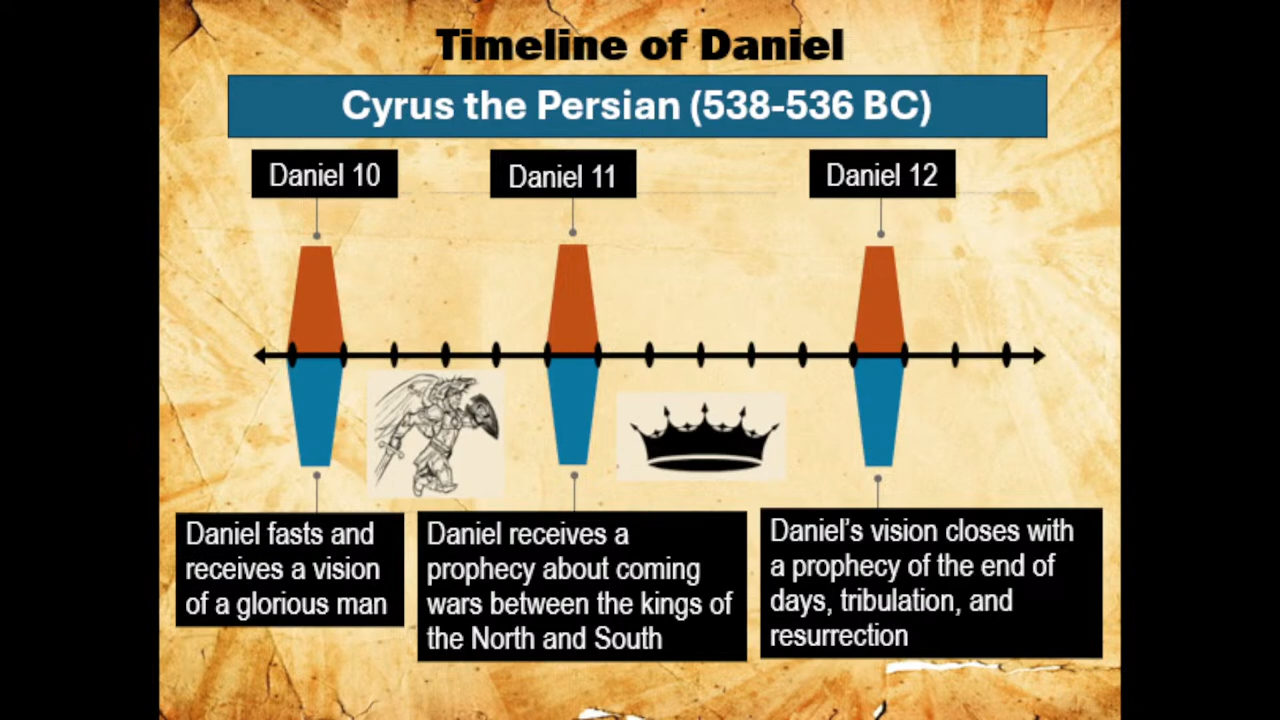 Timeline of Daniel
Cyrus the Persian (538-536 BC)
Daniel 10
Daniel 11
Daniel 12
Daniel fasts and
receives a vision
of a glorious man
Daniel receives a
prophecy about coming
wars between the kings of
the North and South
Daniel’s vision closes with
a prophecy of the end of
days, tribulation, and
resurrection